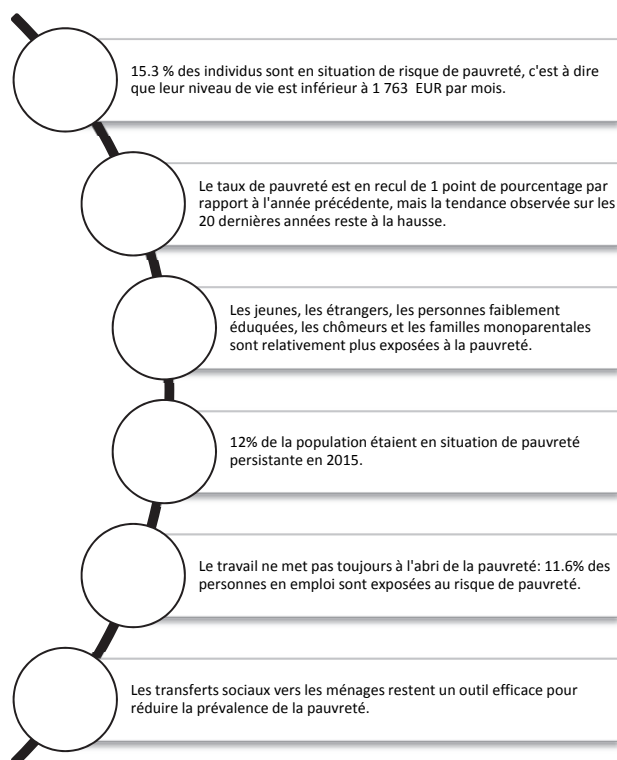 15.3 % des individus sont en situation de risque de pauvreté, c'est à dire
que leur niveau de vie est inférieur à 1 763 EUR par mois.
Le taux de pauvreté est en recul de 1 point de pourcentage par
rapport à l'année précédente, mais la tendance observée sur les
20 dernières années reste à la hausse.
Les jeunes, les étrangers, les personnes faiblement
éduquées, les chômeurs et les familles monoparentales
sont relativement plus exposées à la pauvreté.
12% de la population étaient en situation de pauvreté
persistante en 2015.
Le travail ne met pas toujours à l'abri de la pauvreté: 11.6% des
personnes en emploi sont exposées au risque de pauvreté.
Les transferts sociaux vers les ménages restent un outil efficace pour
réduire la prévalence de la pauvreté.